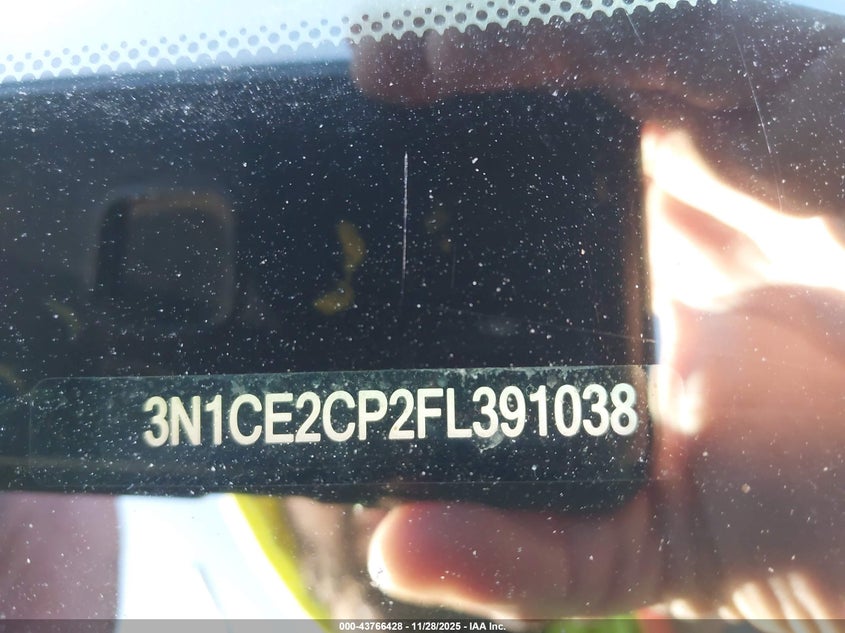 3N1CE2CP2FL391038
000-43766428 - 11/28/2025 - IAA Inc.